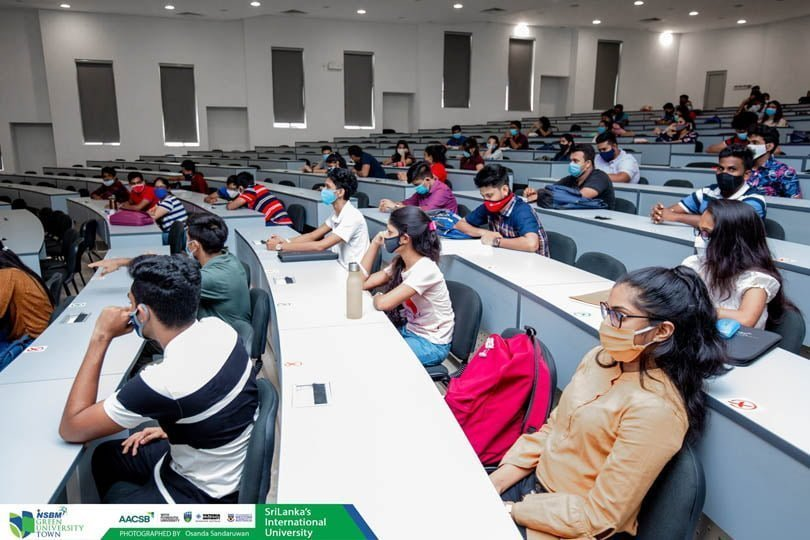 NSBM
GREEN
UNIVERSITY
TOWN
AACSB
PHOTOGRAPHED BY Osanda Sandaruwan
SriLanka's
International
University